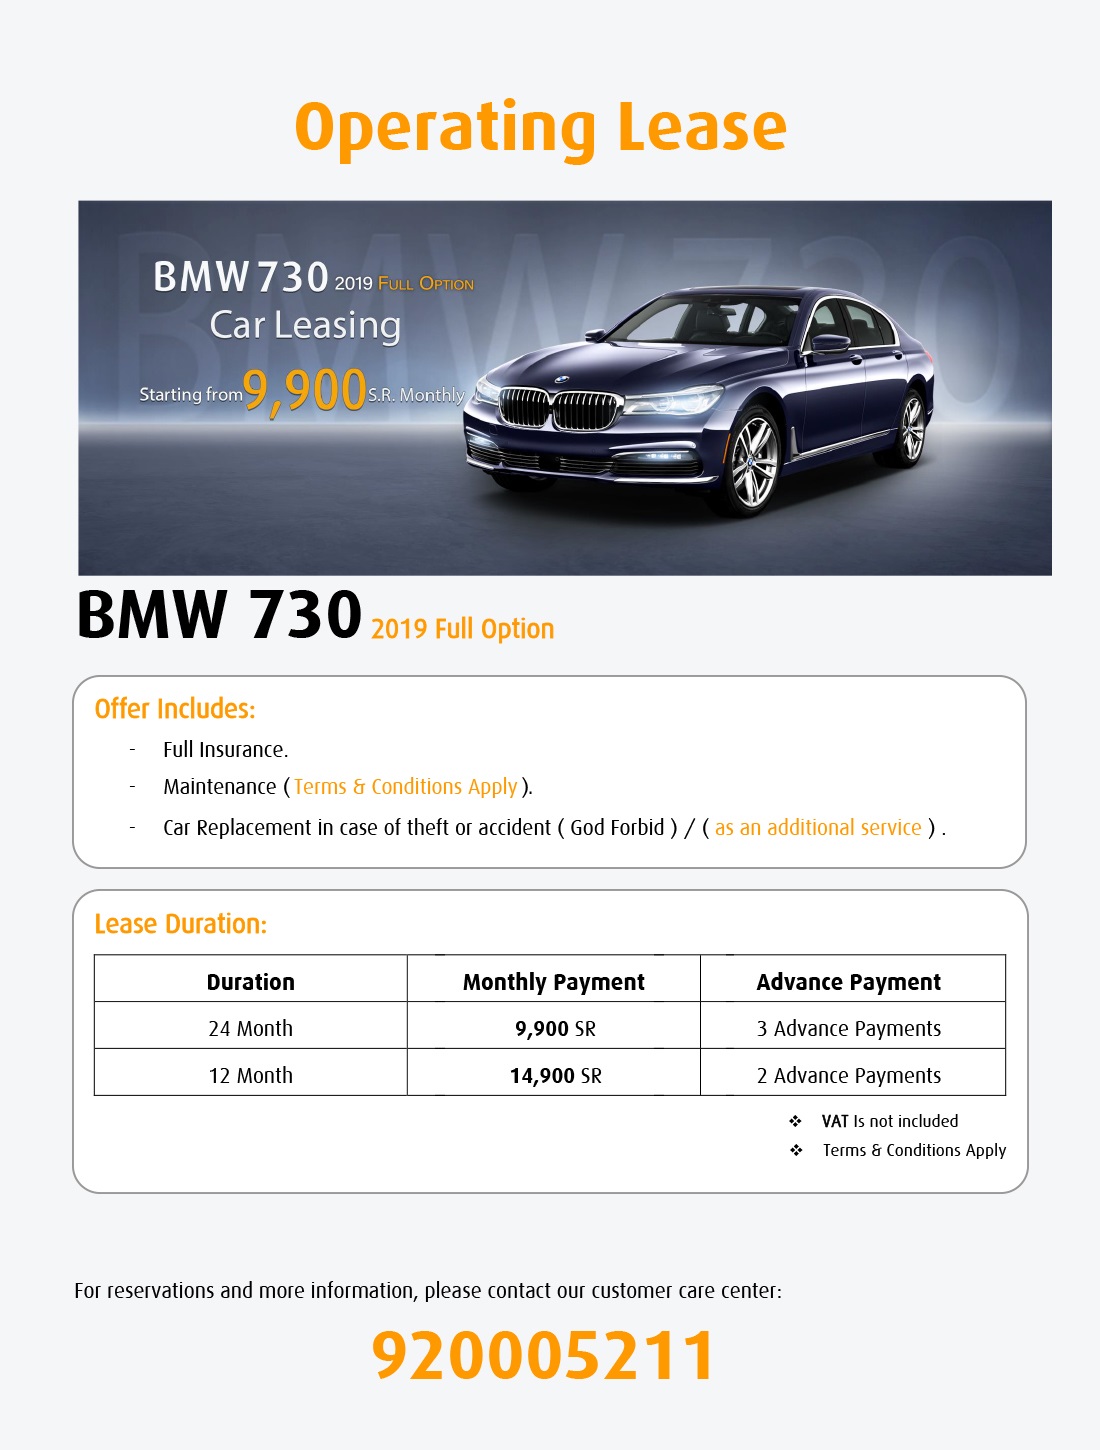 Operating Lease
BMW 730
BMW 730 2019 Full Option
Car Leasing
Starting from 9,900 S.R. Monthly
BMW 730 2019 Full Option
Offer Includes:
- Full Insurance.
- Maintenance ( Terms & Conditions Apply ).
- Car Replacement in case of theft or accident ( God Forbid ) / ( as an additional service ) .
Lease Duration:
Duration Monthly Payment Advance Payment
24 Month 9,900 SR 3 Advance Payments
12 Month 14,900 SR 2 Advance Payments
❖ VAT Is not included
❖ Terms & Conditions Apply
For reservations and more information, please contact our customer care center:
920005211